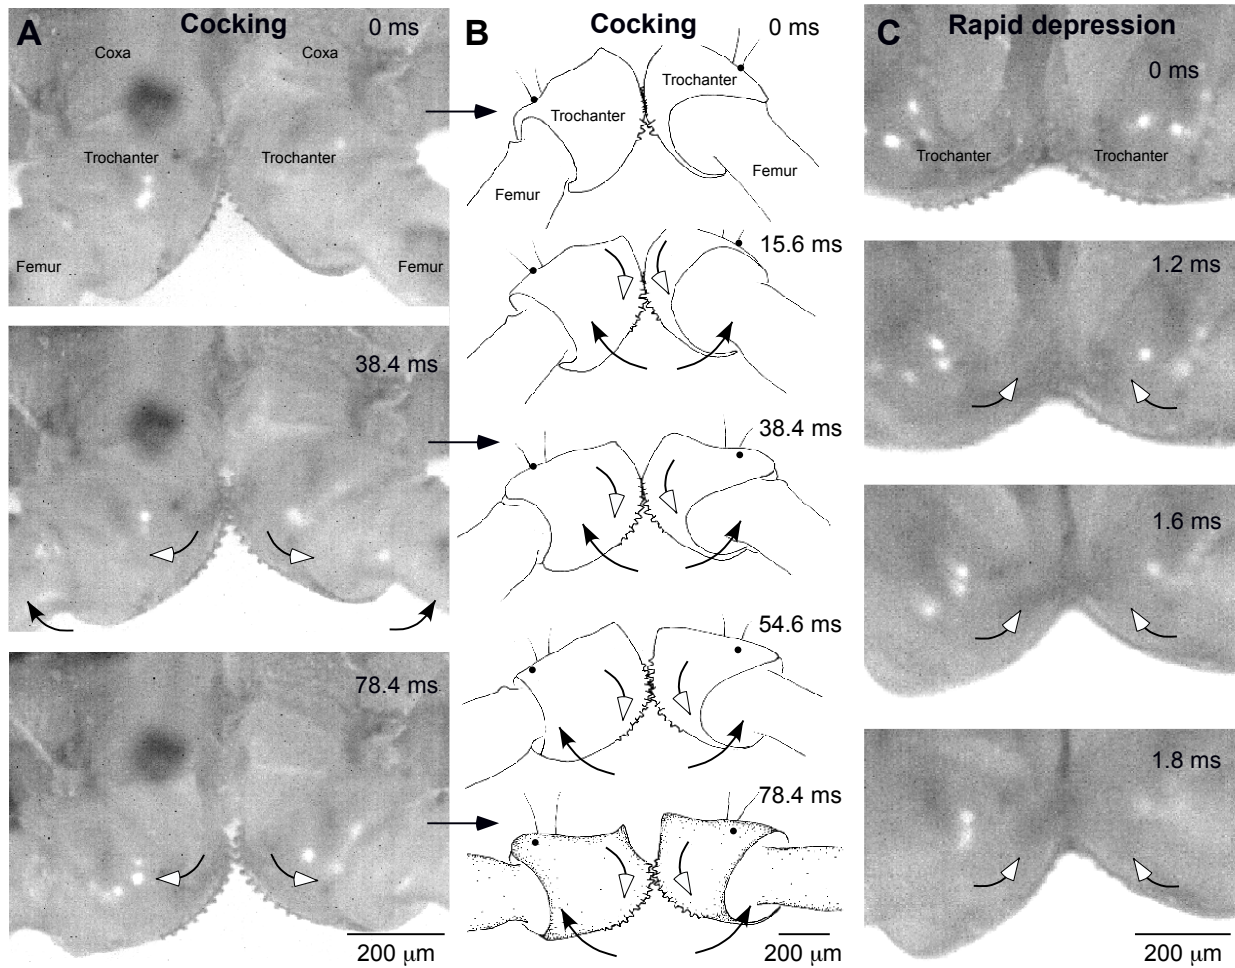 A
Cocking
0 ms
Coxa
Coxa
Trochanter
Trochanter
Femur
Femur
38.4 ms
78.4 ms
200 μm
B
Cocking
0 ms
Trochanter
Trochanter
Femur
Femur
15.6 ms
38.4 ms
54.6 ms
78.4 ms
200 μm
C
Rapid depression
0 ms
Trochanter
Trochanter
1.2 ms
1.6 ms
1.8 ms
200 μm